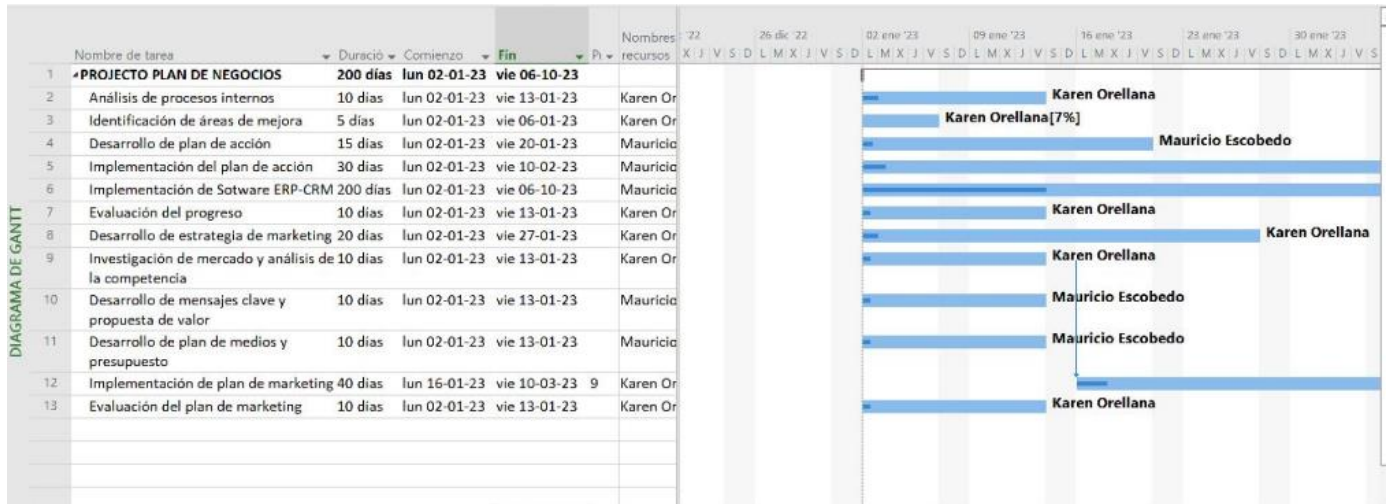 Nombres
'22 26 dic '22 02 ene '23 09 ene '23 16 ene '23 23 ene '23 30 ene '23
Nombre de tarea Duració Comienzo Fin recursos X J V S D L M X J V S D L M X J V S D L M X J V S D L M X J V S D L M X J V S D L M X J V S
1 PROJECTO PLAN DE NEGOCIOS 200 días lun 02-01-23 vie 06-10-23
2 Análisis de procesos internos 10 días lun 02-01-23 vie 13-01-23 Karen Or Karen Orellana
3 Identificación de áreas de mejora 5 días lun 02-01-23 vie 06-01-23 Karen Or Karen Orellana[7%]
4 Desarrollo de plan de acción 15 días lun 02-01-23 vie 20-01-23 Mauricio Mauricio Escobedo
5 Implementación del plan de acción 30 días lun 02-01-23 vie 10-02-23 Mauricio
6 Implementación de Sotware ERP-CRM 200 días lun 02-01-23 vie 06-10-23 Mauricio
7 Evaluación del progreso 10 días lun 02-01-23 vie 13-01-23 Karen Or Karen Orellana
8 Desarrollo de estrategia de marketing 20 días lun 02-01-23 vie 27-01-23 Karen Or Karen Orellana
9 Investigación de mercado y análisis de 10 días lun 02-01-23 vie 13-01-23 Karen Or Karen Orellana
la competencia
10 Desarrollo de mensajes clave y 10 días lun 02-01-23 vie 13-01-23 Mauricio Mauricio Escobedo
propuesta de valor
11 Desarrollo de plan de medios y 10 días lun 02-01-23 vie 13-01-23 Mauricio Mauricio Escobedo
presupuesto
12 Implementación de plan de marketing 40 días lun 16-01-23 vie 10-03-23 9 Karen Or
13 Evaluación del plan de marketing 10 días lun 02-01-23 vie 13-01-23 Karen Or Karen Orellana
DIAGRAMA DE GANTT